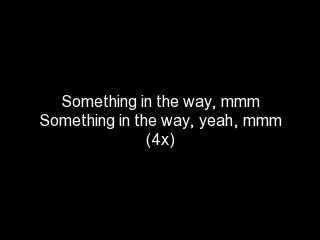 Something in the way, mmm
Something in the way, yeah, mmm
(4x)